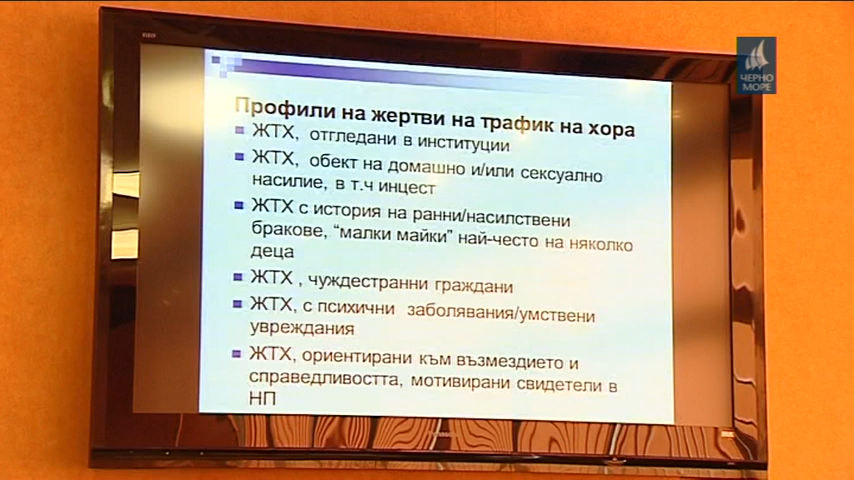 ЧЕРНО
МОРЕ
Профили на жертви на трафик на хора
ЖТХ, отгледани в институции
ЖТХ, обект на домашно и/или сексуално
насилие, в т.ч инцест
ЖТХ с история на ранни/насилствени
бракове, “малки майки” най-често на няколко
деца
ЖТХ , чуждестранни граждани
ЖТХ, с психични заболявания/умствени
увреждания
ЖТХ, ориентирани към възмездието и
справедливостта, мотивирани свидетели в
НП